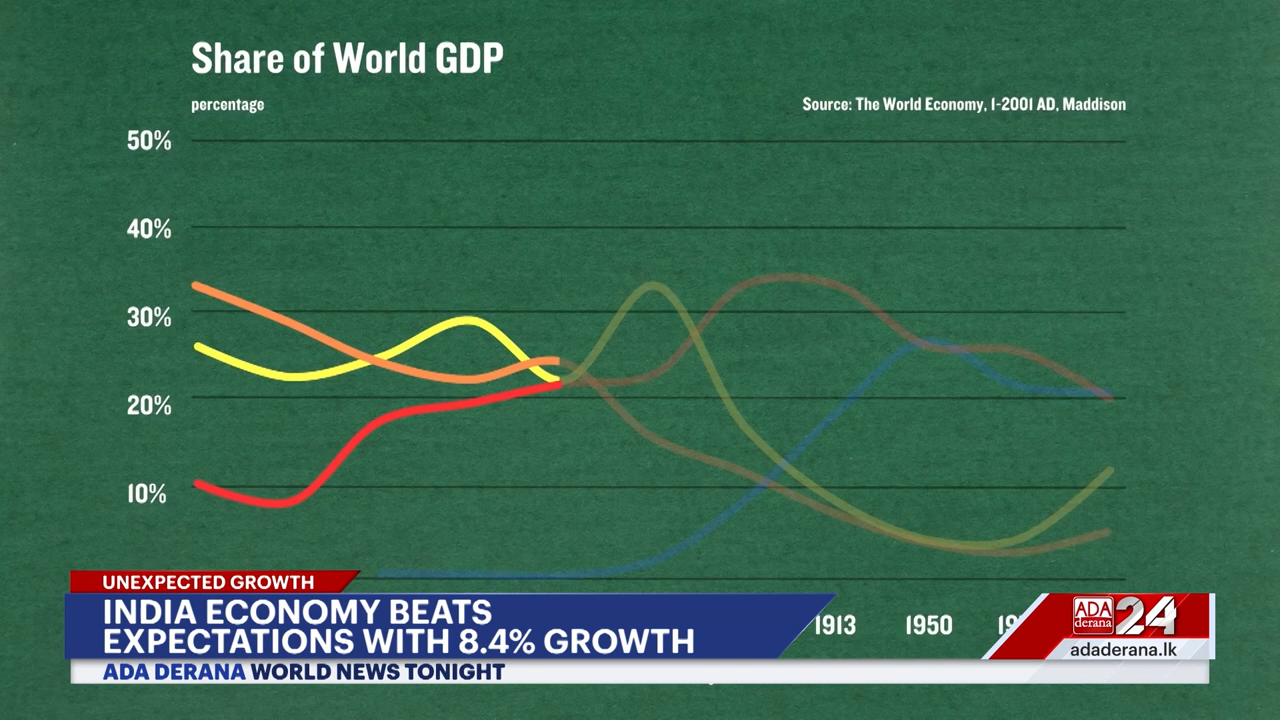 Share of World GDP
percentage
Source: The World Economy, 1-2001 AD, Maddison
50%
40%
30%
20%
10%
1913 1950
UNEXPECTED GROWTH
INDIA ECONOMY BEATS
EXPECTATIONS WITH 8.4% GROWTH
ADA DERANA WORLD NEWS TONIGHT
ADA
derana
24
adaderana.lk